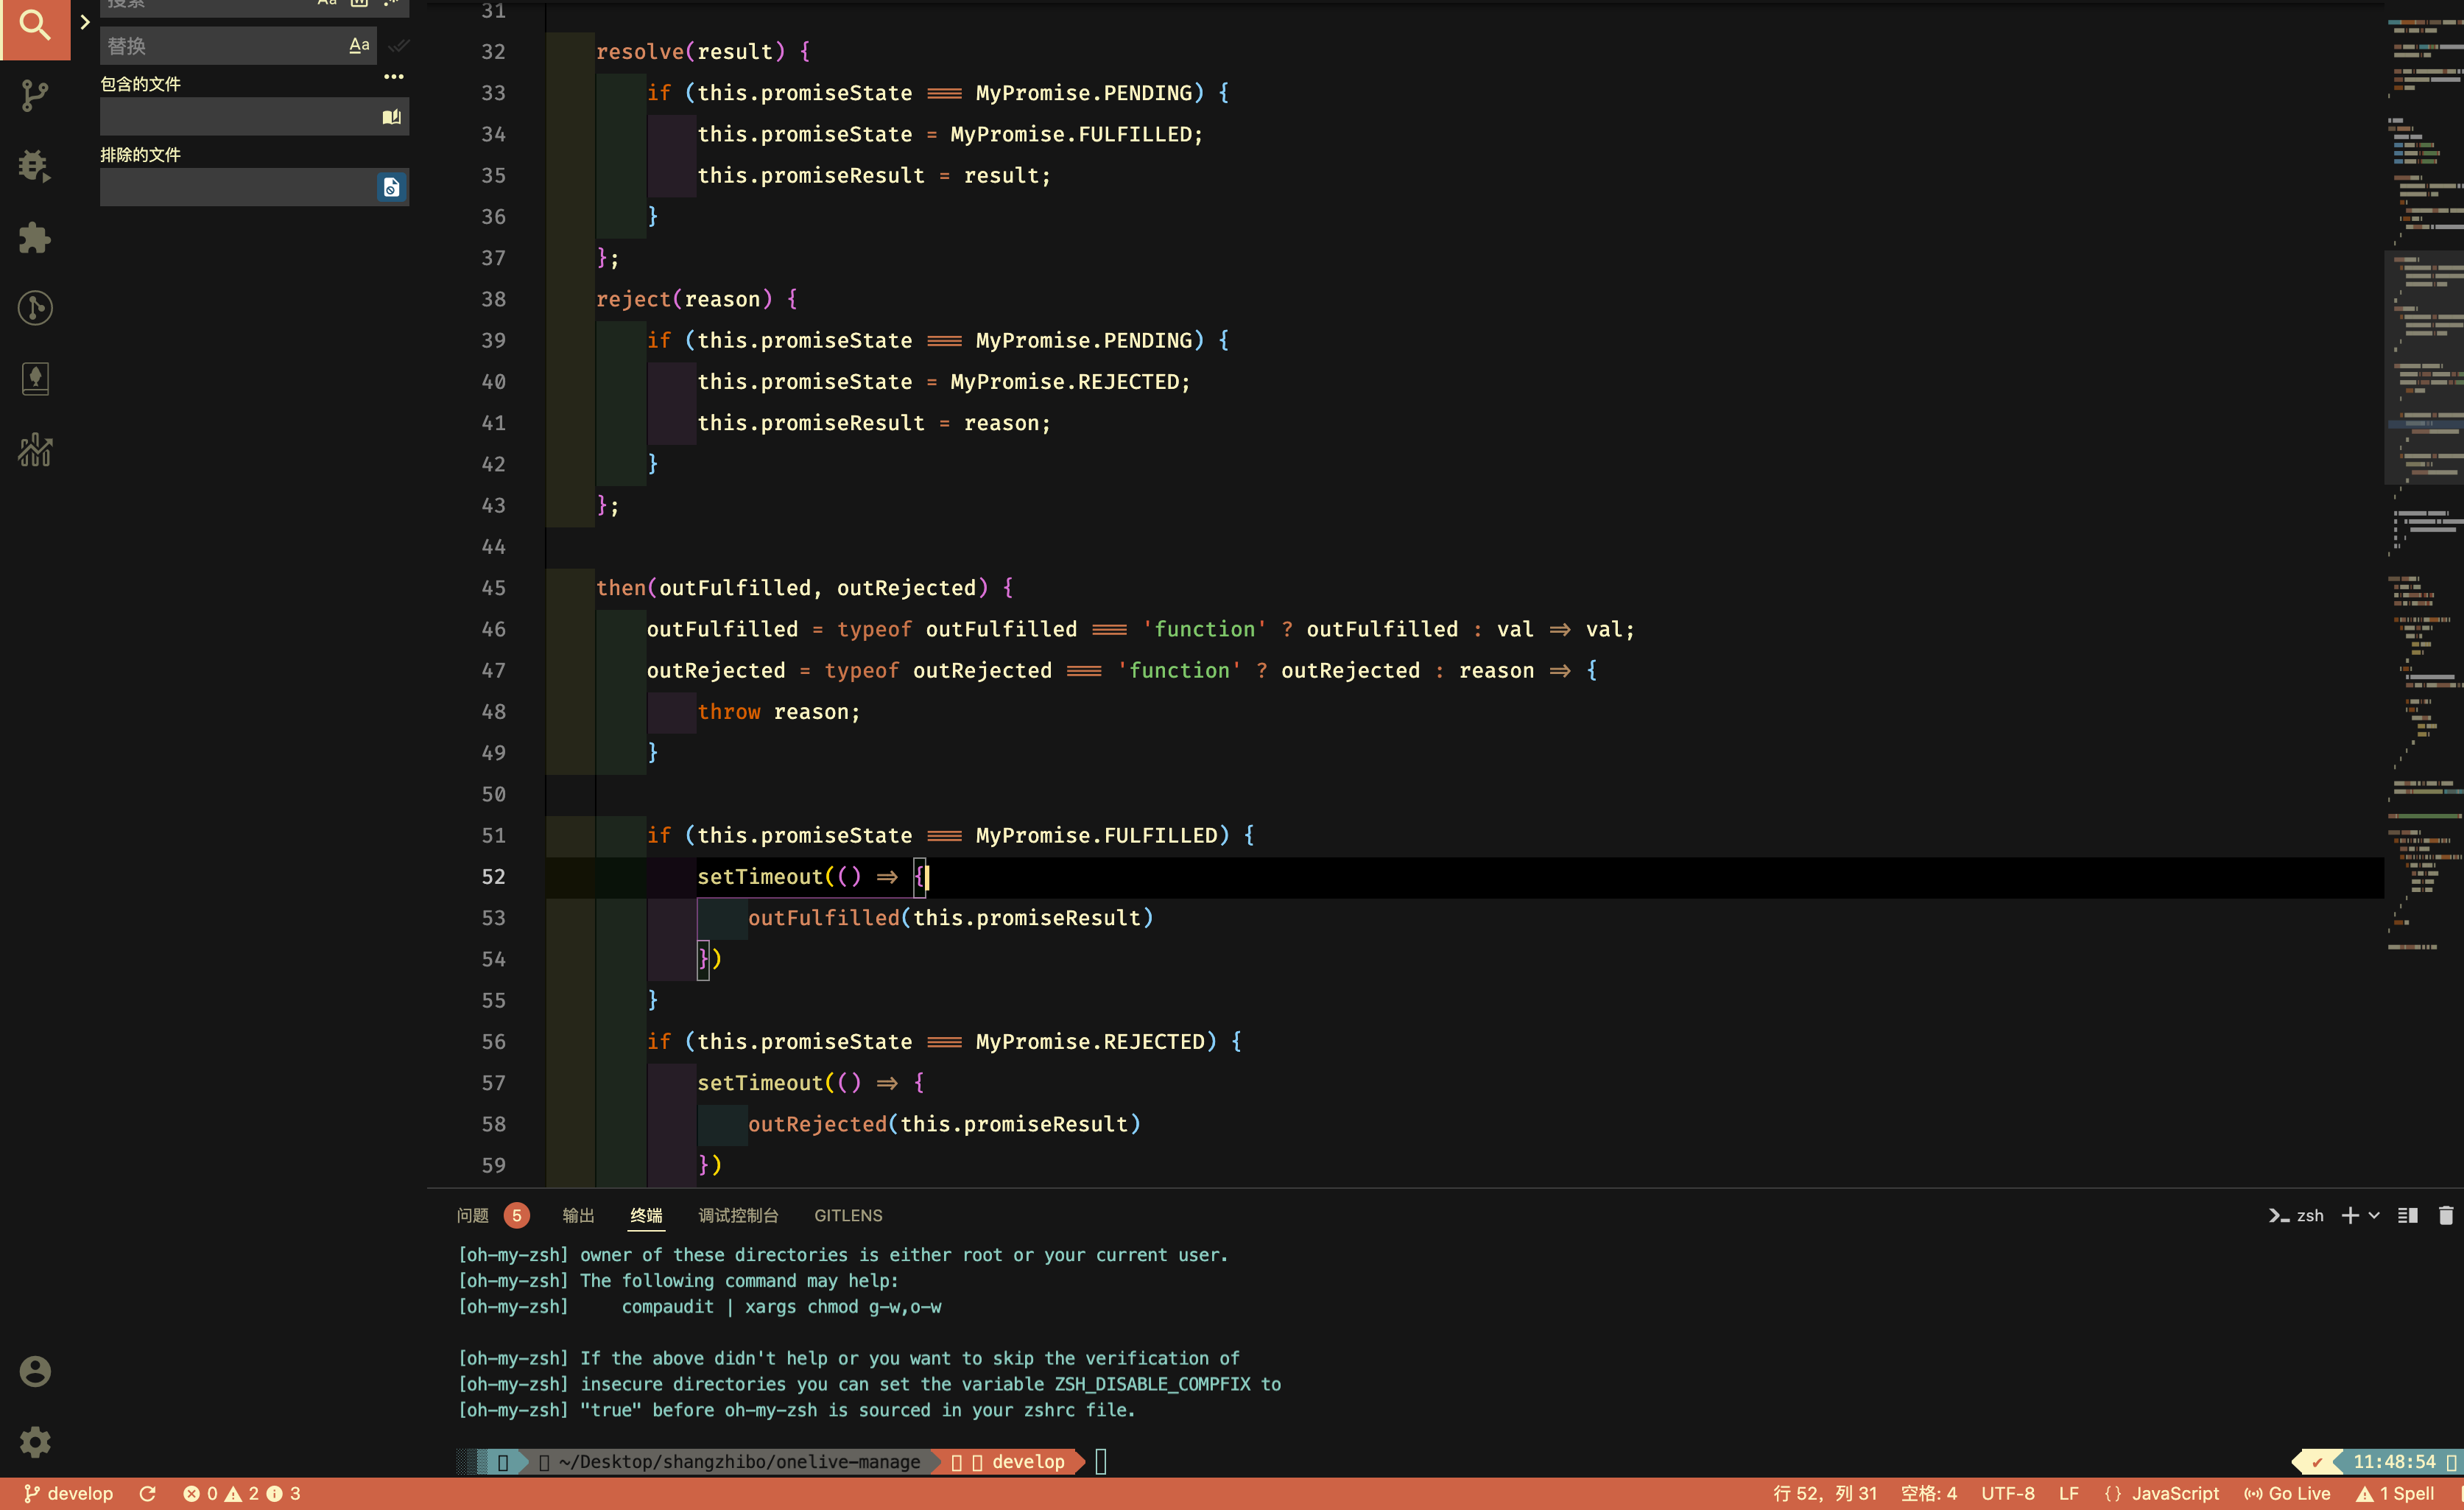 搜索
替换
包含的文件
排除的文件
31
32 resolve(result) {
33 if (this.promiseState === MyPromise.PENDING) {
34 this.promiseState = MyPromise.FULFILLED;
35 this.promiseResult = result;
36 }
37 };
38 reject(reason) {
39 if (this.promiseState === MyPromise.PENDING) {
40 this.promiseState = MyPromise.REJECTED;
41 this.promiseResult = reason;
42 }
43 };
44
45 then(outFulfilled, outRejected) {
46 outFulfilled = typeof outFulfilled === 'function' ? outFulfilled : val => val;
47 outRejected = typeof outRejected === 'function' ? outRejected : reason => {
48 throw reason;
49 }
50
51 if (this.promiseState === MyPromise.FULFILLED) {
52 setTimeout(() => {
53 outFulfilled(this.promiseResult)
54 })
55 }
56 if (this.promiseState === MyPromise.REJECTED) {
57 setTimeout(() => {
58 outRejected(this.promiseResult)
59 })
问题 5 输出 终端 调试控制台 GITLENS zsh
[oh-my-zsh] owner of these directories is either root or your current user.
[oh-my-zsh] The following command may help:
[oh-my-zsh]     compaudit | xargs chmod g-w,o-w
[oh-my-zsh] If the above didn't help or you want to skip the verification of
[oh-my-zsh] insecure directories you can set the variable ZSH_DISABLE_COMPFIX to
[oh-my-zsh] "true" before oh-my-zsh is sourced in your zshrc file.
~/Desktop/shangzhibo/onelive-manage develop 11:48:54
develop 0 2 3 行 52，列 31 空格: 4 UTF-8 LF {} JavaScript Go Live 1 Spell